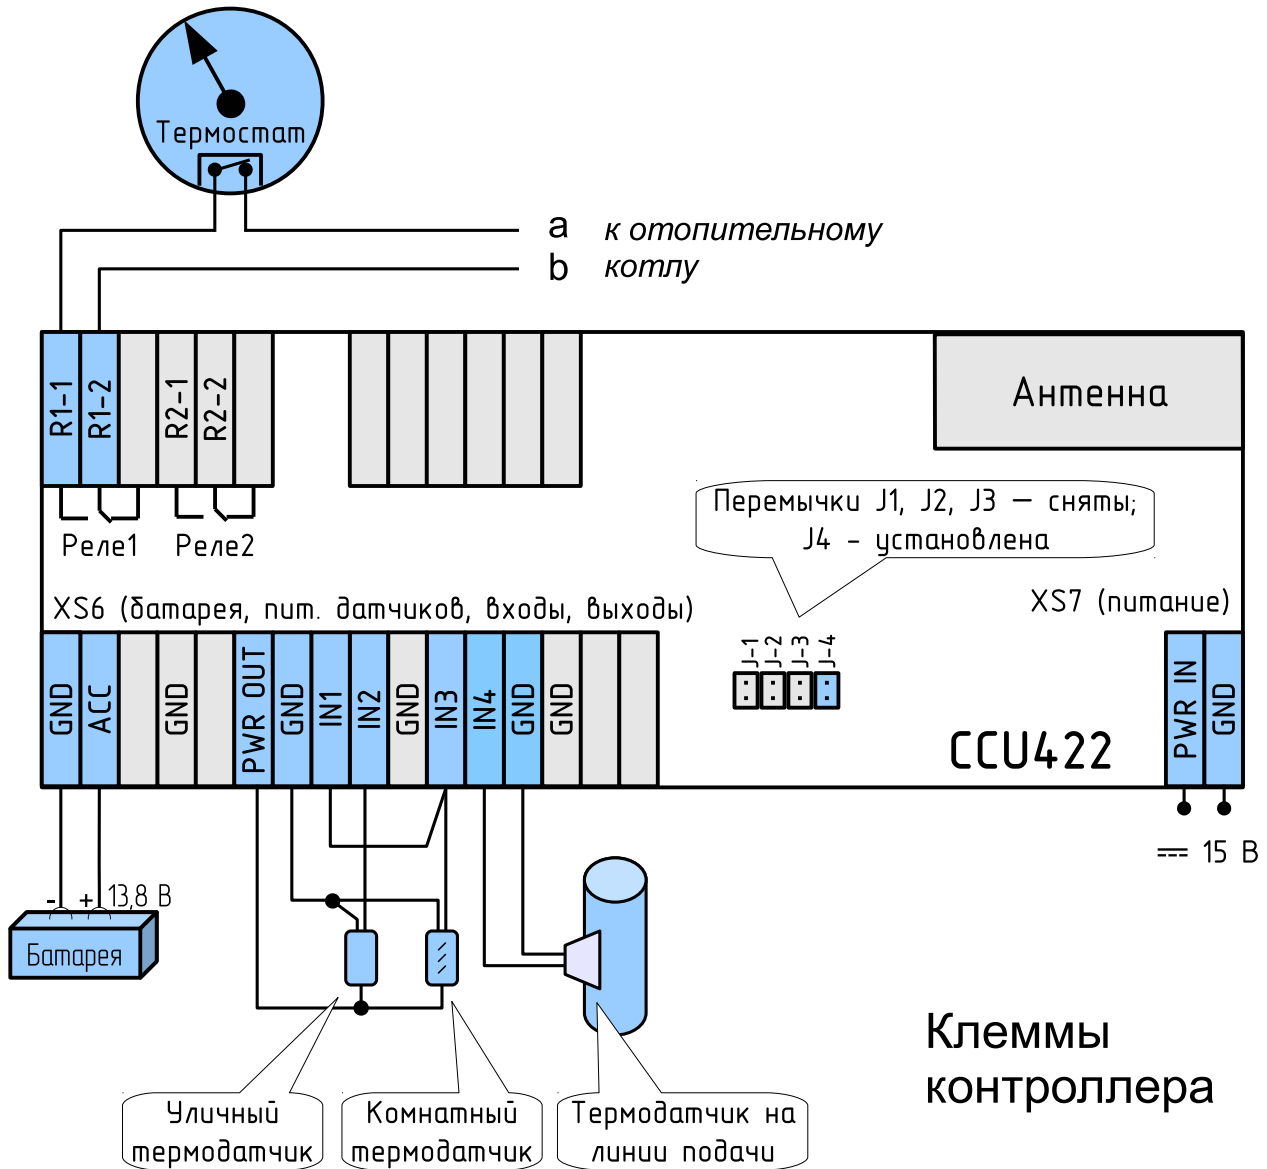 Термостат
a к отопительному
b котлу
R1-1
R1-2
R2-1
R2-2
Антенна
Реле1
Реле2
Перемычки J1, J2, J3 – сняты;
J4 - установлена
XS6 (батарея, пит. датчиков, входы, выходы)
XS7 (питание)
J-1
J-2
J-3
J-4
GND
ACC
GND
PWR OUT
GND
IN1
IN2
GND
IN3
IN4
GND
GND
PWR IN
GND
CCU422
15 В
- + 13,8 В
Батарея
Клеммы
контроллера
Уличный
термодатчик
Комнатный
термодатчик
Термодатчик на
линии подачи